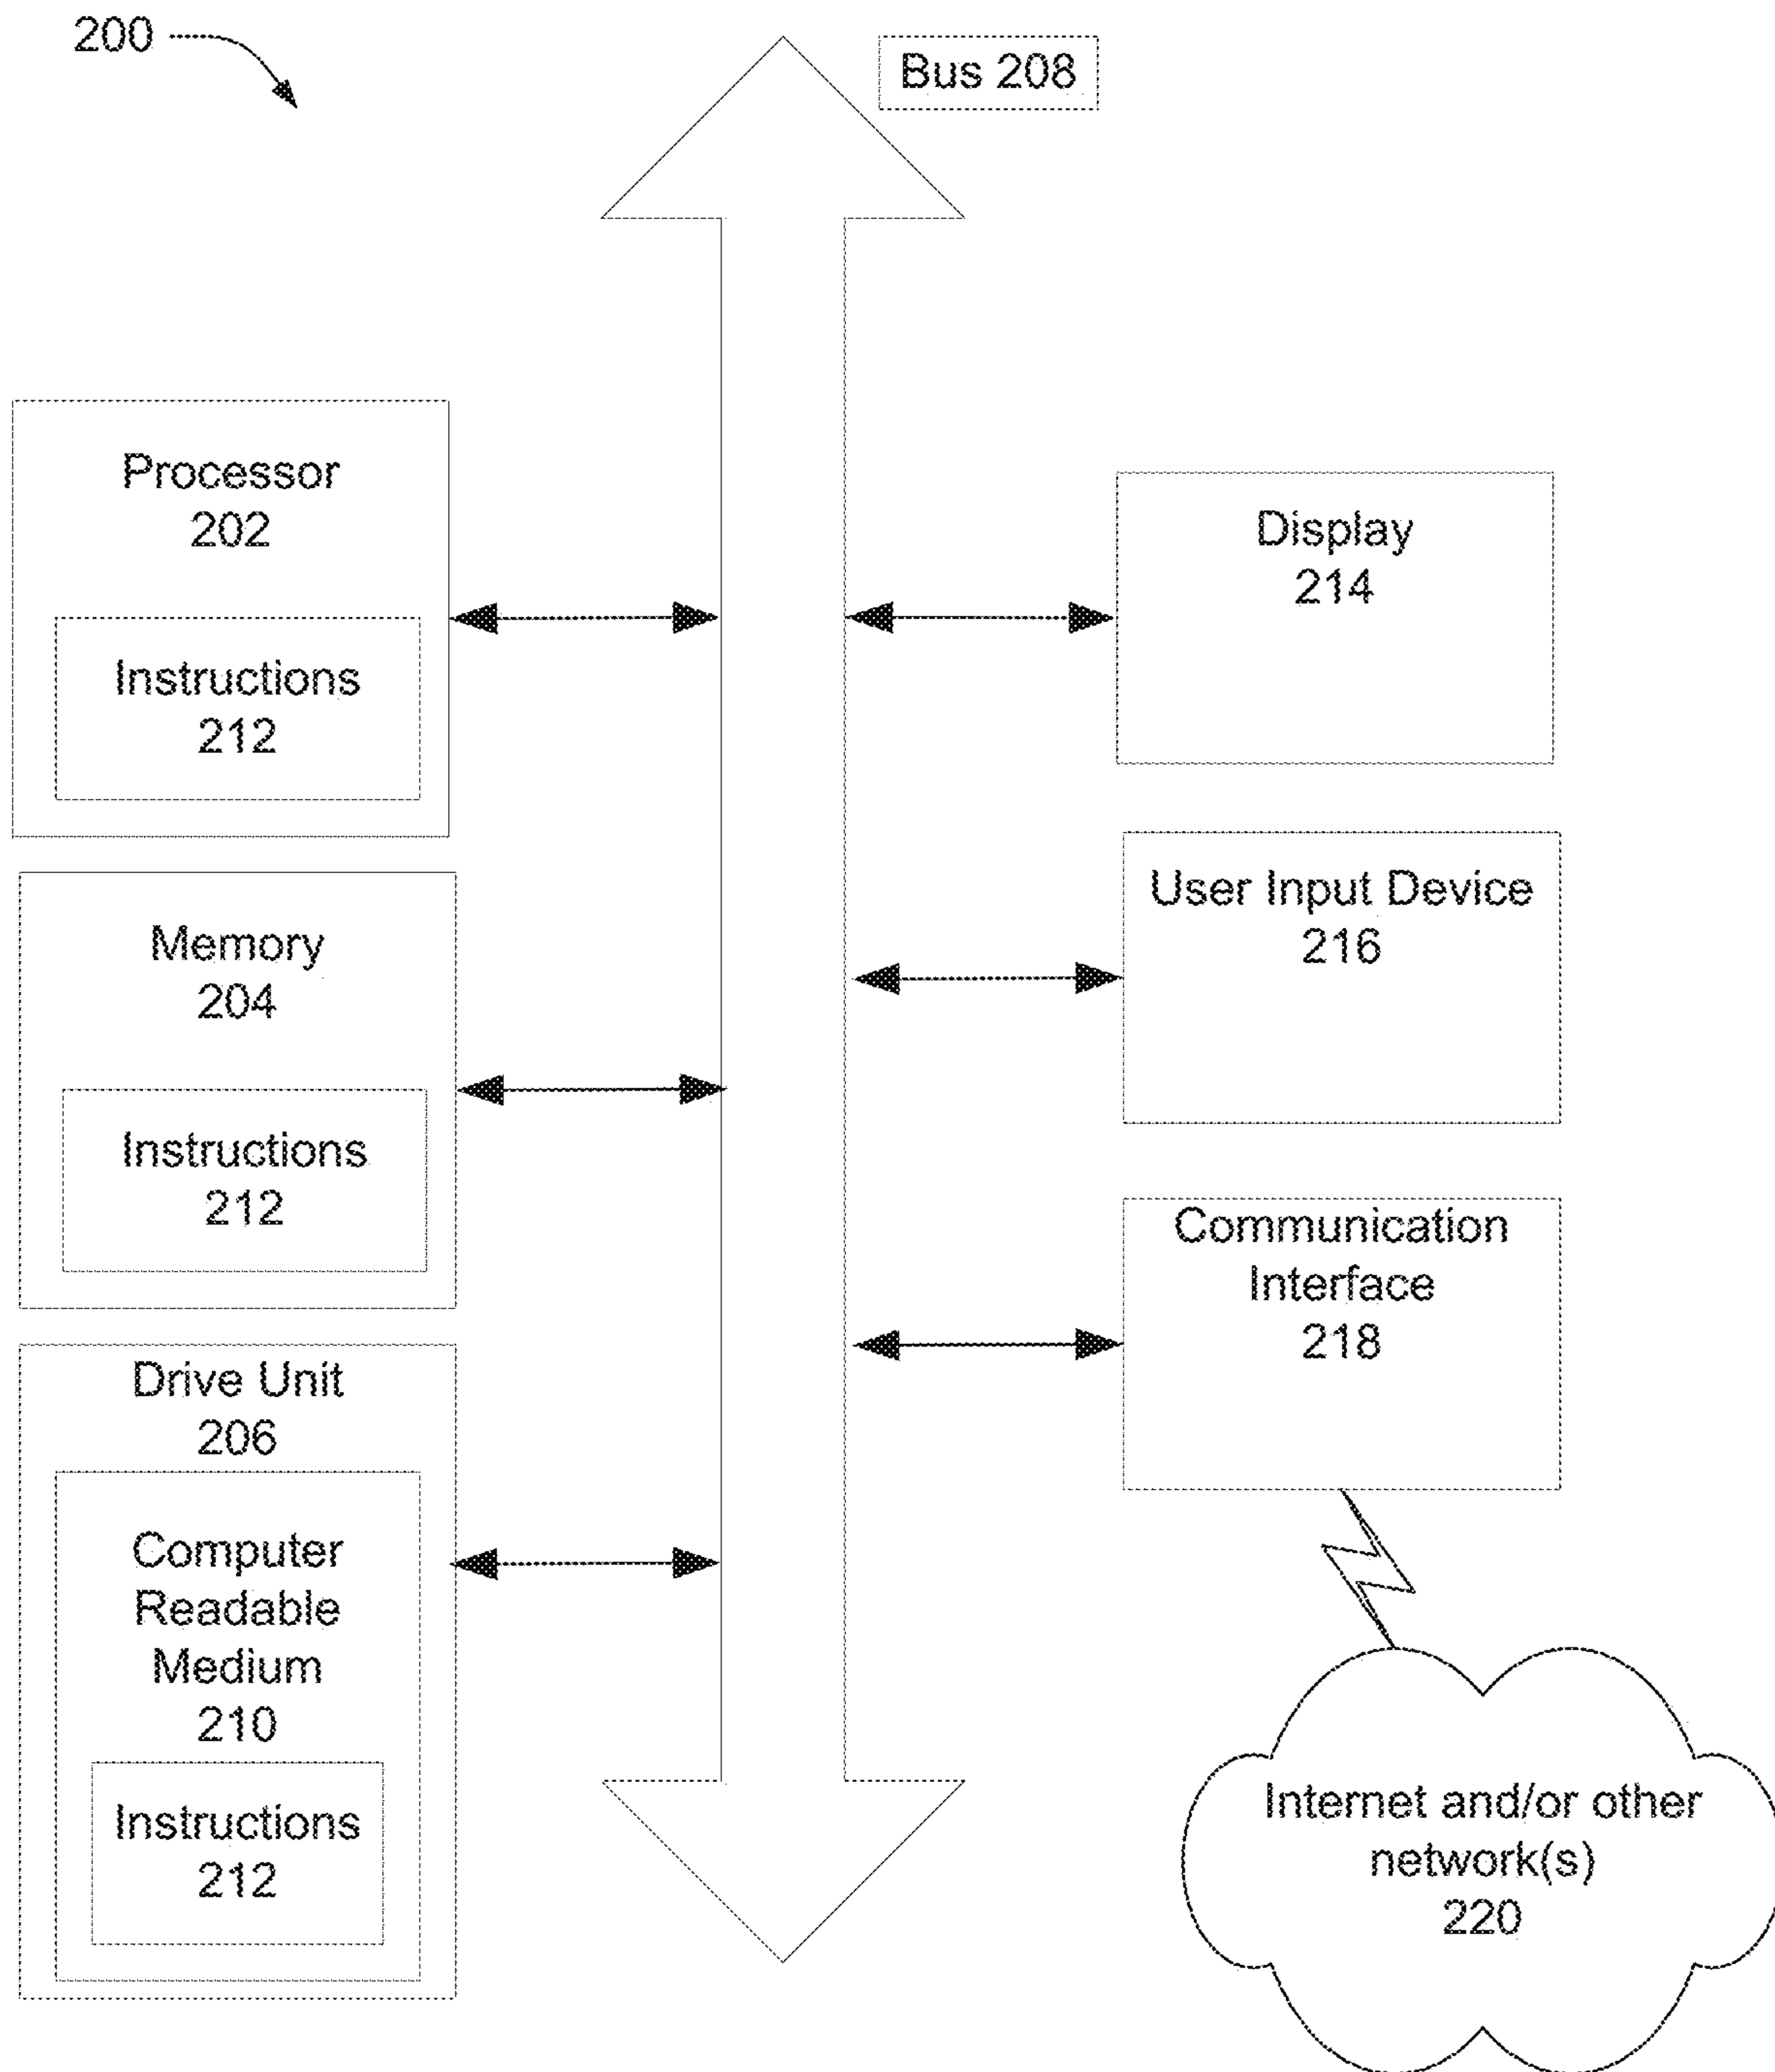 200
Bus 208
Processor
202
Instructions
212
Memory
204
Instructions
212
Drive Unit
206
Computer
Readable
Medium
210
Instructions
212
Display
214
User Input Device
216
Communication
Interface
218
Internet and/or other
network(s)
220